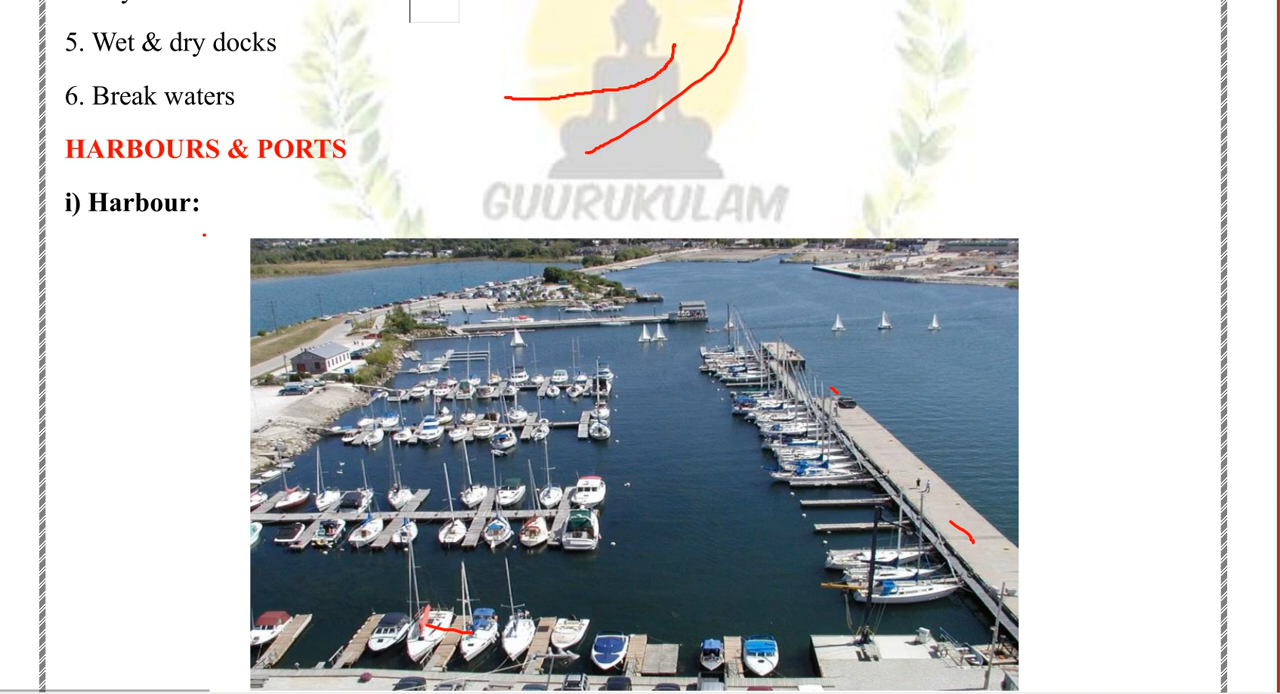 5. Wet & dry docks
6. Break waters
HARBOURS & PORTS
GUURUKULAM
i) Harbour: